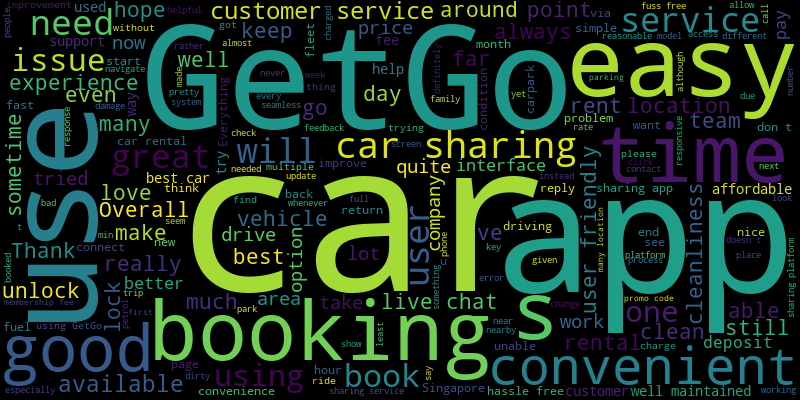 GetGo
car
app
easy
use
time
booking
good
convenient
s
car sharing
customer service
around
point
service
need
hope
issue
experience
even
many
well
keep
price
always
now
used
support
start
fleet
fee
help
far
day
go
will
great
try
tried
sometime
love
Overall
make
Thank
really
better
unlock
lock
available
much
using
best car
think
vehicle
drive
best
option
area
lot
quite
interface
user
company
live chat
take
book
user friendly
cleanliness
rent
location
team
problem
rate
want
don t
affordable
sharing app
reply
driving
one
able
still
clean
work
rental
deposit
charge
customer
well maintained
hassle free
Singapore
convenience
ride
hour
sharing service
unable
near
nearby
error
given
key
phone
something
ve
condition
month
carpark
yet
via
simple
fuss free
reasonable
model
allow
access
different
call
pay
due
number
although
parking
please
click
contact
responsive
next
look
nice
end
see
platform
process
doesn t
place
many location
promo code
sharing platform
working
instead
change
least
show
say
park
page
dirty
trip
petrol
first
min
connect
new
seem
find
back
whenever
return
full
multiple
update
needed
check
screen
improve
feedback
trying
family
definitely
never
week
thing
every
seamless
system
pretty
almost
rather
made
Everything
without
got
charged
helpful
people
improvement
fast
damage
navigate
way
car rental
response
bad
t
booked
membership fee
fuel
using GetGo
especially